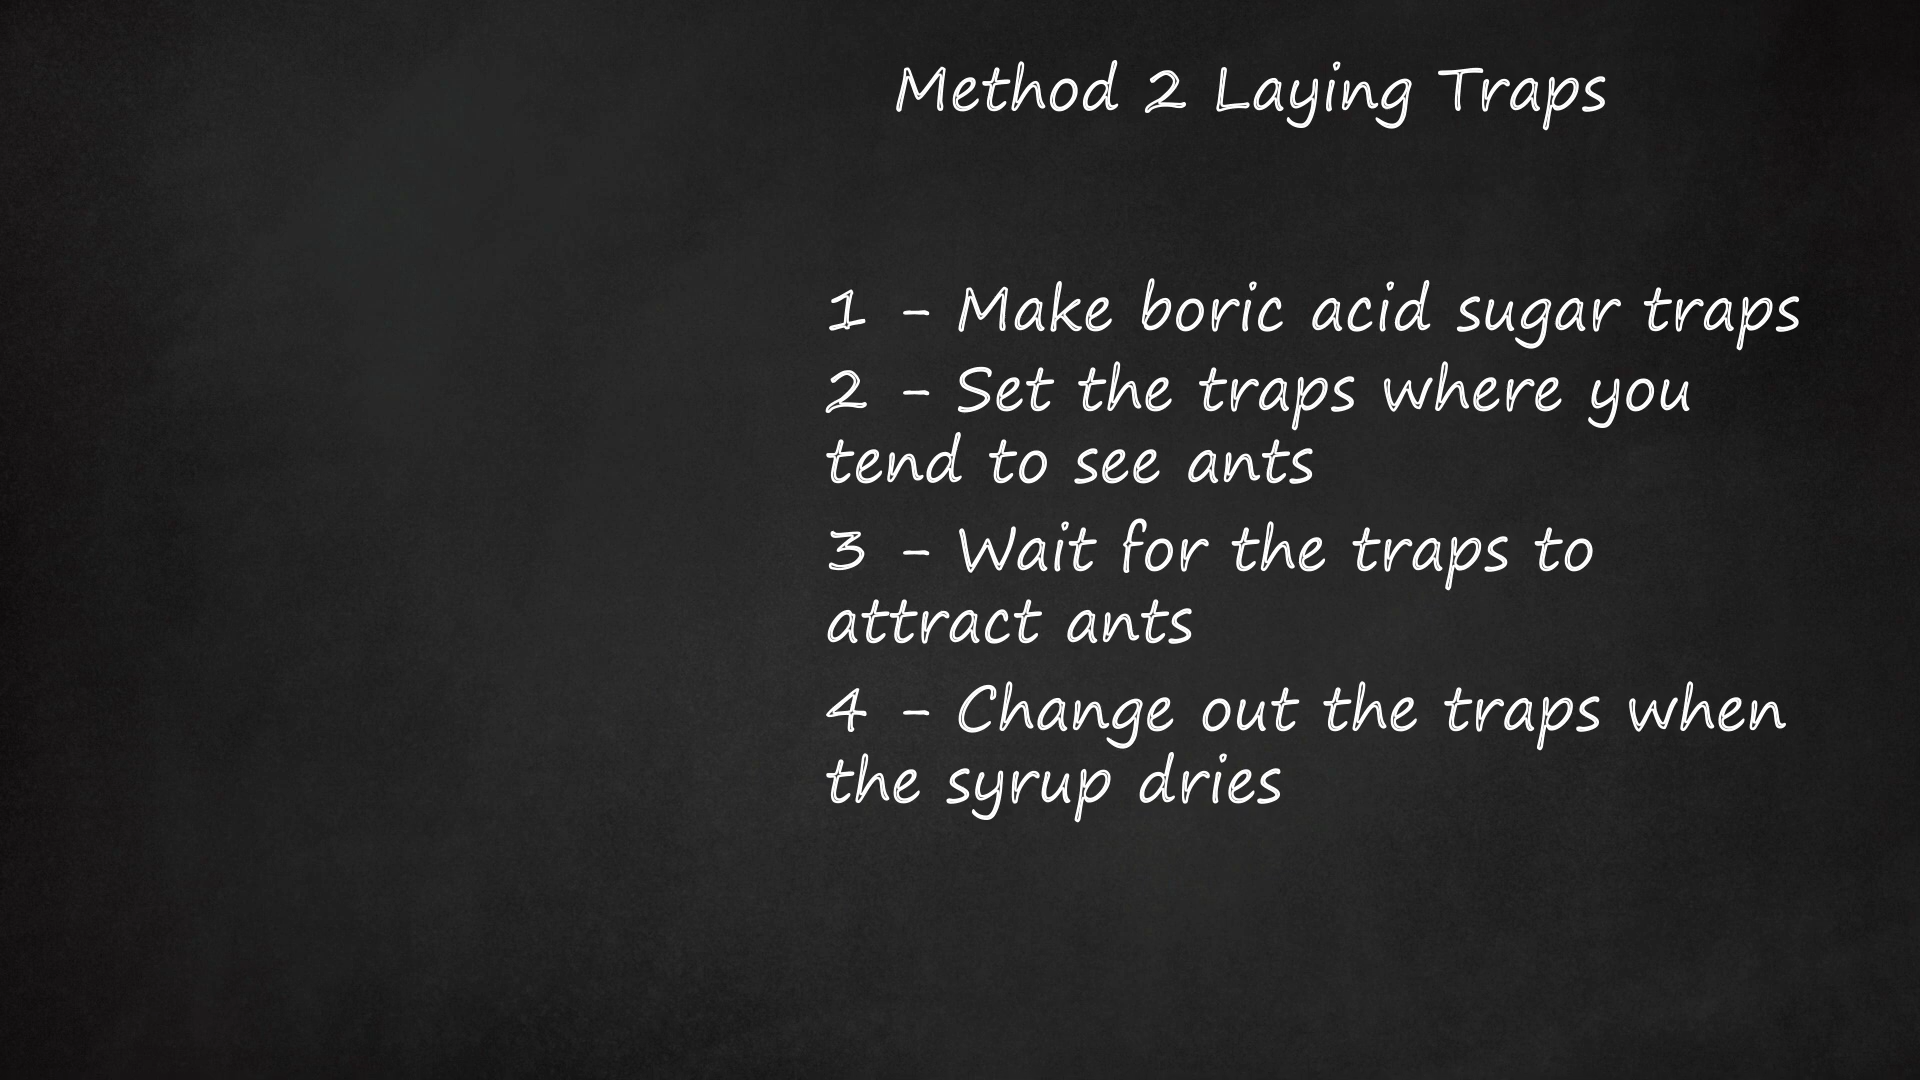 Method 2 Laying Traps
1 - Make boric acid sugar traps
2 - Set the traps where you
tend to see ants
3 - Wait for the traps to
attract ants
4 - Change out the traps when
the syrup dries